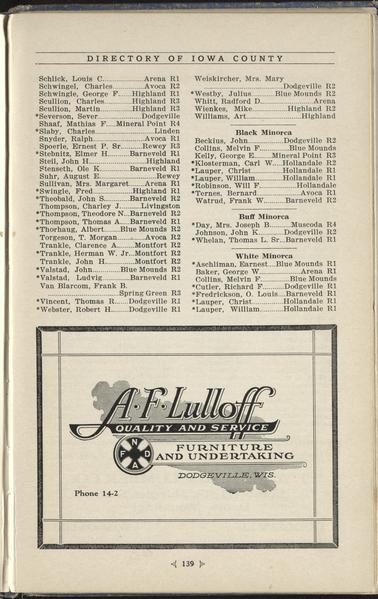 DIRECTORY OF IOWA COUNTY
Schlick, Louis C............Arena R1
Schwingel, Charles..........Avoca R2
Schwingle, George F.....Highland R1
Scullion, Charles.........Highland R3
Scullion, Martin..........Highland R3
*Severson, Sever..............Dodgeville
Shaaf, Mathias F....Mineral Point R4
*Slaby, Charles....................Linden
Snyder, Ralph................Avoca R1
Spoerle, Ernest P. Sr.......Rewey R3
*Stebnitz, Elmer H.......Barneveld R1
Steil, John H..................Highland
Stenseth, Ole K............Barneveld R1
Suhr, August E...................Rewey
Sullivan, Mrs. Margaret.....Arena R1
*Swingle, Fred..............Highland R1
*Theobald, John S........Barneveld R2
Thompson, Charles J........Livingston
*Thompson, Theodore N..Barneveld R2
*Thompson, Thomas A....Barneveld R1
*Thorhaug, Albert......Blue Mounds R2
Torgeson, T. Morgan........Avoca R2
Trankle, Clarence A.......Montfort R2
*Trankle, Herman W. Jr...Montfort R2
Trankle, John H............Montfort R2
*Valstad, John..........Blue Mounds R2
*Valstad, Ludvig...........Barneveld R1
Van Blarcom, Frank B.
..........................Spring Green R3
*Vincent, Thomas R.....Dodgeville R1
*Webster, Robert H......Dodgeville R1
Weiskircher, Mrs. Mary
..........................Dodgeville R2
*Westby, Julius........Blue Mounds R2
Whitt, Radford D..................Arena
Wienkes, Mike............Highland R2
Williams, Art..................Highland
Black Minorca
Beckius, John.............Dodgeville R2
Collins, Melvin F.........Blue Mounds
Kelly, George E......Mineral Point R3
*Klosterman, Carl W...Hollandale R2
*Lauper, Christ............Hollandale R1
*Lauper, William.........Hollandale R1
*Robinson, Will F............Hollandale
*Ternes, Bernard.............Avoca R1
Watrud, Frank W........Barneveld R2
Buff Minorca
*Day, Mrs. Joseph B......Muscoda R4
Johnson, John K........Dodgeville R2
*Whelan, Thomas L. Sr..Barneveld R1
White Minorca
*Aschliman, Earnest...Blue Mounds R1
Baker, George W.............Arena R1
Collins, Melvin F..........Blue Mounds
*Cutler, Richard F......Dodgeville R1
*Fredrickson, O. Louis...Barneveld R1
*Lauper, Christ............Hollandale R1
*Lauper, William.........Hollandale R1
A.F. Lulloff
QUALITY AND SERVICE
N
F D
A
FURNITURE
AND UNDERTAKING
DODGEVILLE, WIS.
Phone 14-2
139